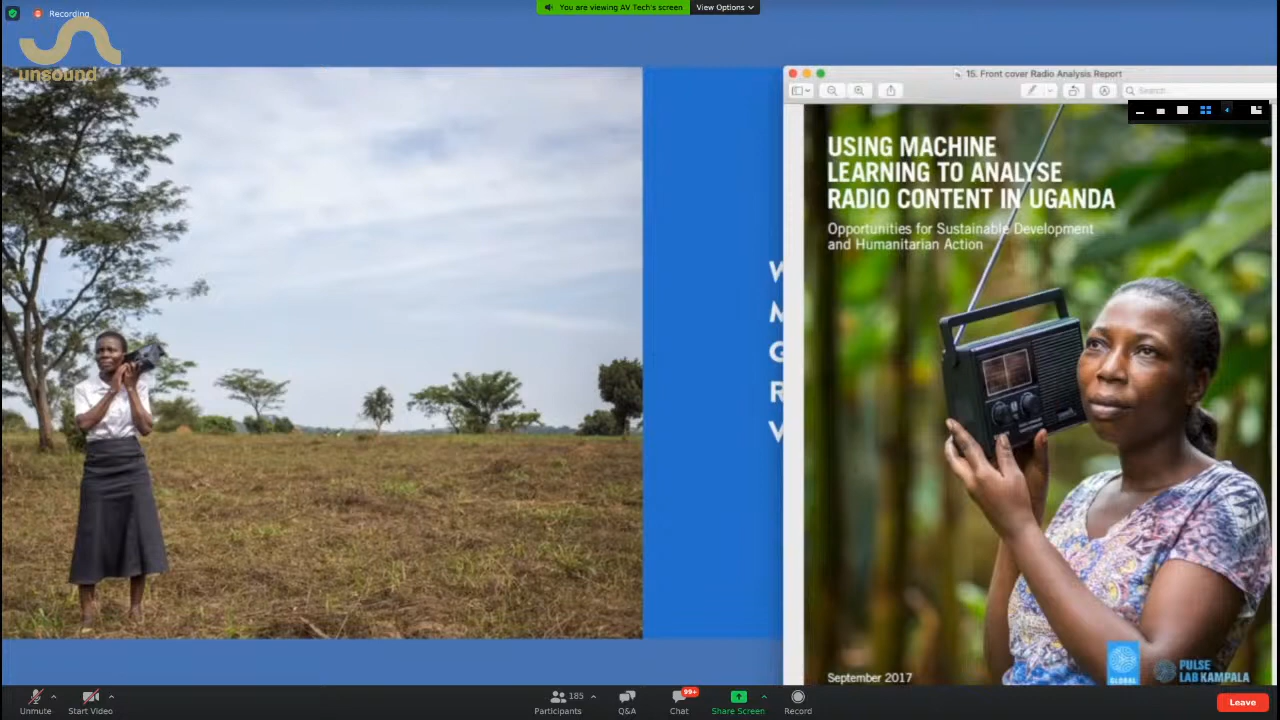 Recording
You are viewing AV Tech's screen
View Options
unsound
15. Front cover Radio Analysis Report
Search
USING MACHINE
LEARNING TO ANALYSE
RADIO CONTENT IN UGANDA
Opportunities for Sustainable Development
and Humanitarian Action
W
M
G
R
V
September 2017
GLOBAL
PULSE
LAB KAMPALA
Unmute
Start Video
185
Participants
Q&A
99+
Chat
Share Screen
Record
Leave